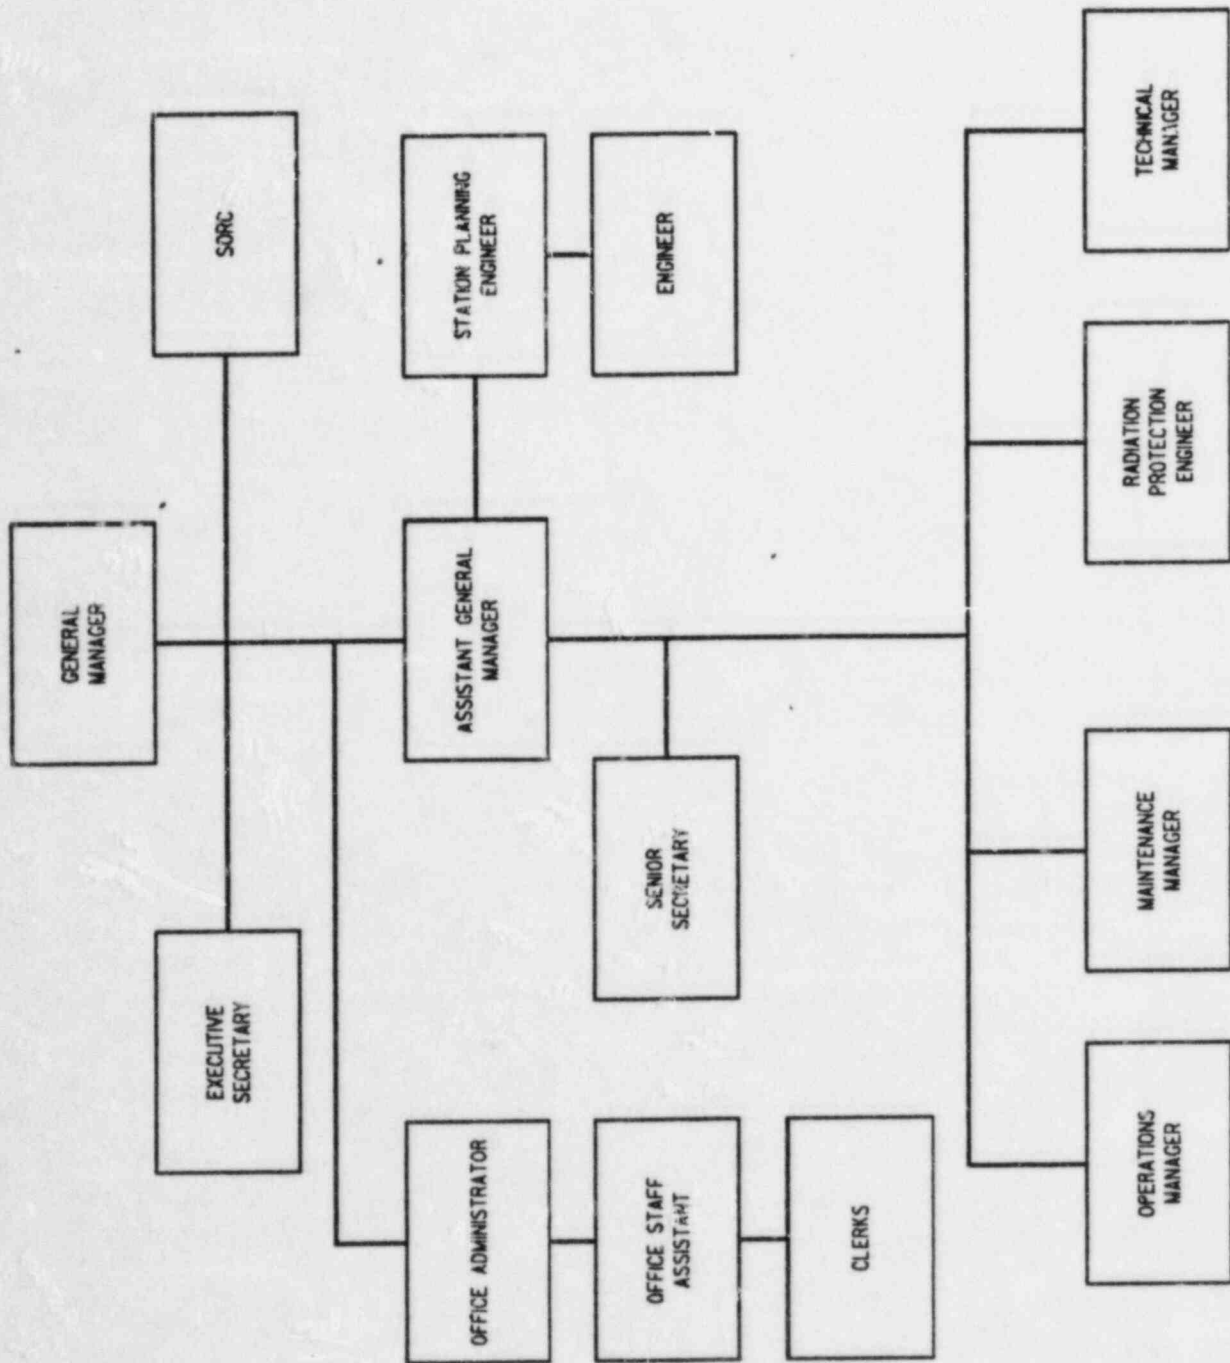 GENERAL
MANAGER
EXECUTIVE
SECRETARY
SORC
OFFICE ADMINISTRATOR
ASSISTANT GENERAL
MANAGER
STATION PLANNING
ENGINEER
OFFICE STAFF
ASSISTANT
SENIOR
SECRETARY
ENGINEER
CLERKS
OPERATIONS
MANAGER
MAINTENANCE
MANAGER
RADIATION
PROTECTION
ENGINEER
TECHNICAL
MANAGER